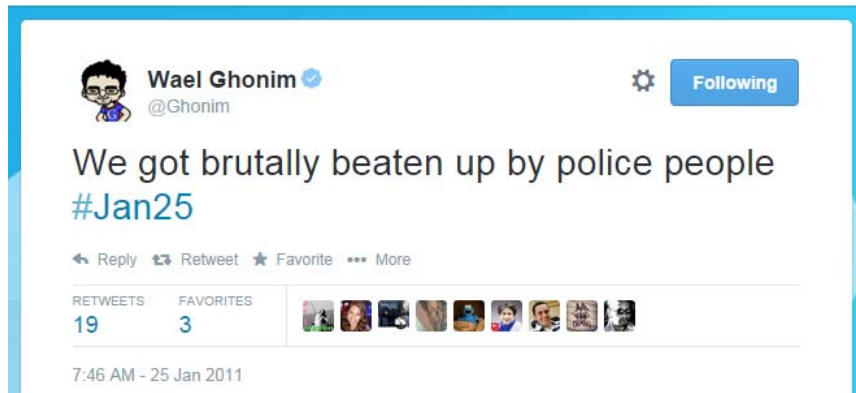 Wael Ghonim
@Ghonim
Following
We got brutally beaten up by police people
#Jan25
Reply Retweet Favorite More
RETWEETS FAVORITES
19 3
7:46 AM - 25 Jan 2011